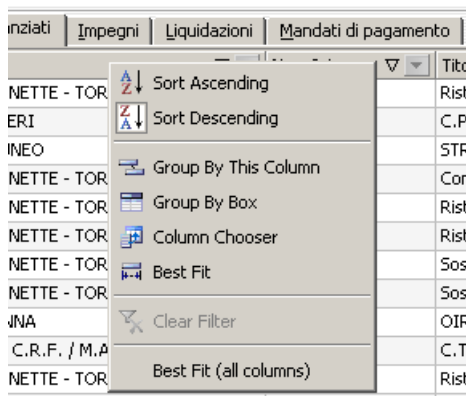 nziati Impegni Liquidazioni Mandati di pagamento
Tito
NETTE - TOR Rist
ERI C.P
JNEO STR
NETTE - TOR Con
NETTE - TOR Rist
NETTE - TOR Rist
NETTE - TOR Sos
NETTE - TOR Sos
NNA OIR
C.R.F. / M.A C.T
NETTE - TOR Rist
Sort Ascending
Sort Descending
Group By This Column
Group By Box
Column Chooser
Best Fit
Clear Filter
Best Fit (all columns)